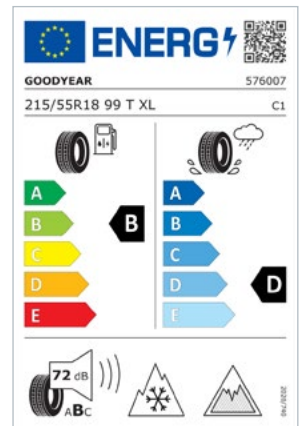 ENERG
GOODYEAR 576007
215/55R18 99 T XL C1
A A
B B B
C C
D D D
E E
72 dB
ABC
2020/740